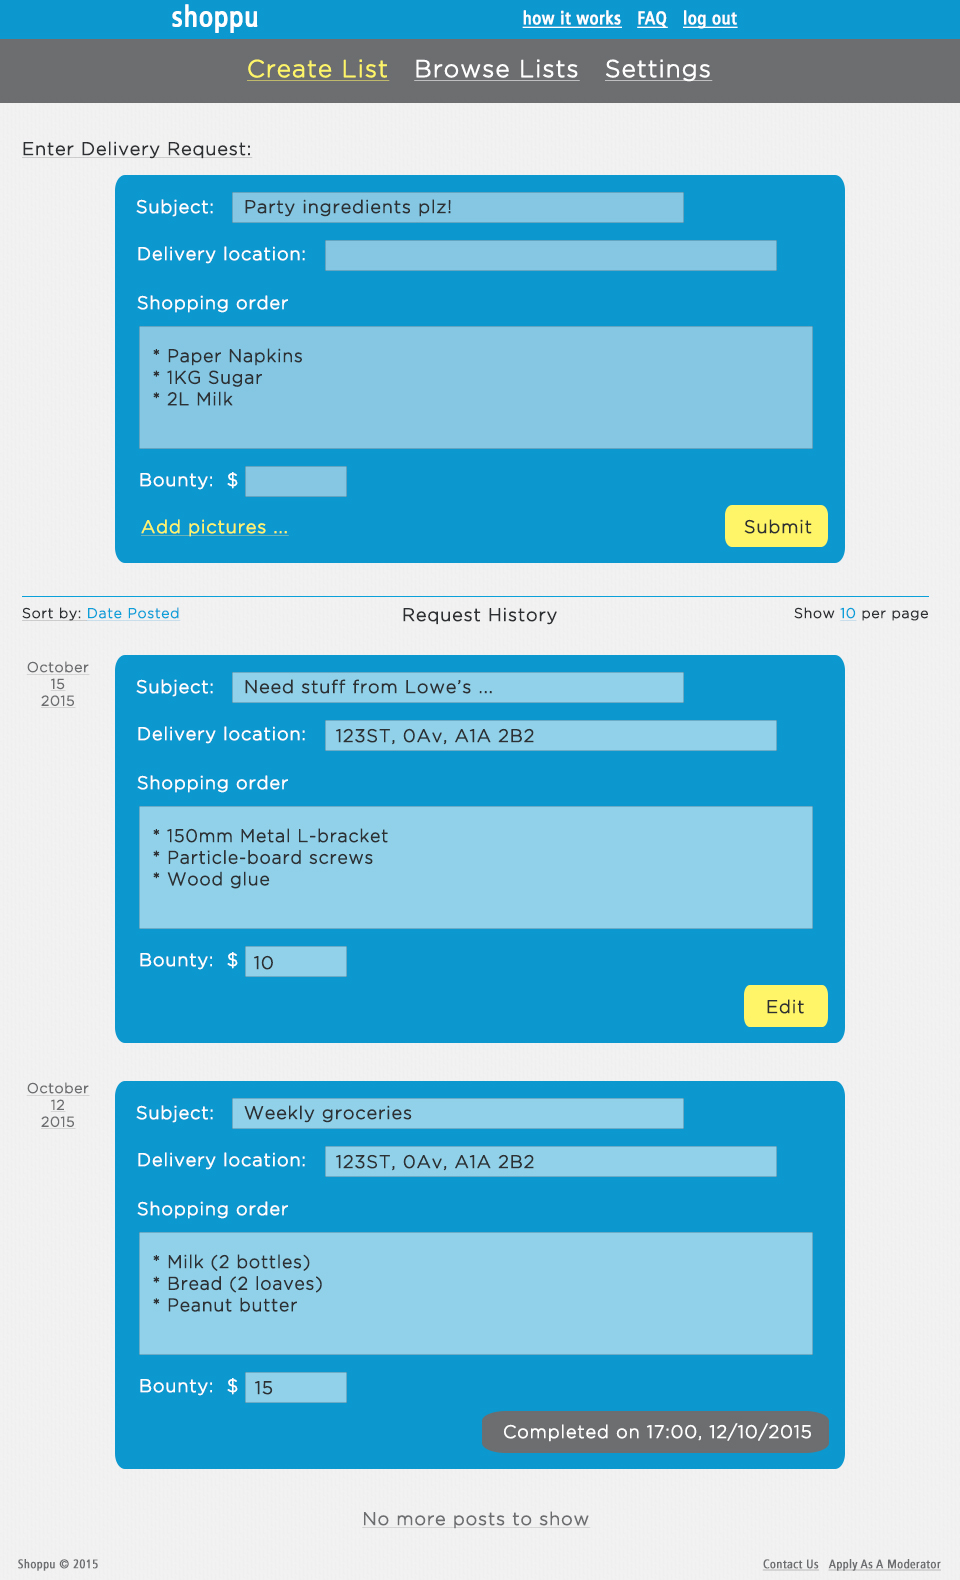 shoppu
how it works FAQ log out
Create List Browse Lists Settings
Enter Delivery Request:
Subject: Party ingredients plz!
Delivery location:
Shopping order
* Paper Napkins
* 1KG Sugar
* 2L Milk
Bounty: $
Add pictures ...
Submit
Sort by: Date Posted
Request History
Show 10 per page
October
15
2015
Subject: Need stuff from Lowe's ...
Delivery location: 123ST, 0Av, A1A 2B2
Shopping order
* 150mm Metal L-bracket
* Particle-board screws
* Wood glue
Bounty: $ 10
Edit
October
12
2015
Subject: Weekly groceries
Delivery location: 123ST, 0Av, A1A 2B2
Shopping order
* Milk (2 bottles)
* Bread (2 loaves)
* Peanut butter
Bounty: $ 15
Completed on 17:00, 12/10/2015
No more posts to show
Shoppu © 2015
Contact Us Apply As A Moderator